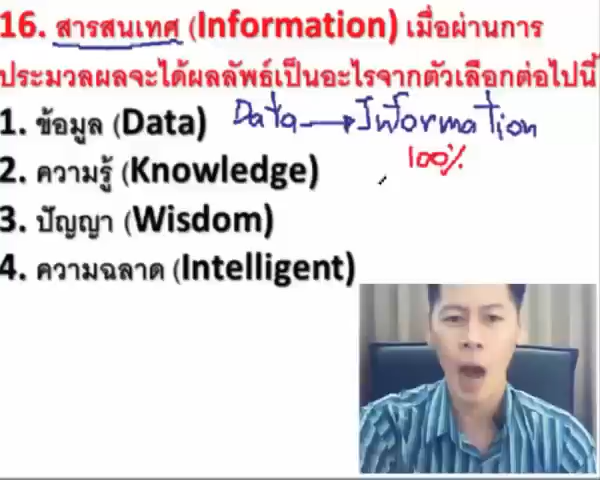 16. สารสนเทศ (Information) เมื่อผ่านการ
ประมวลผลจะได้ผลลัพธ์เป็นอะไรจากตัวเลือกต่อไปนี้
1. ข้อมูล (Data) Data → Information
2. ความรู้ (Knowledge) 100%
3. ปัญญา (Wisdom)
4. ความฉลาด (Intelligent)